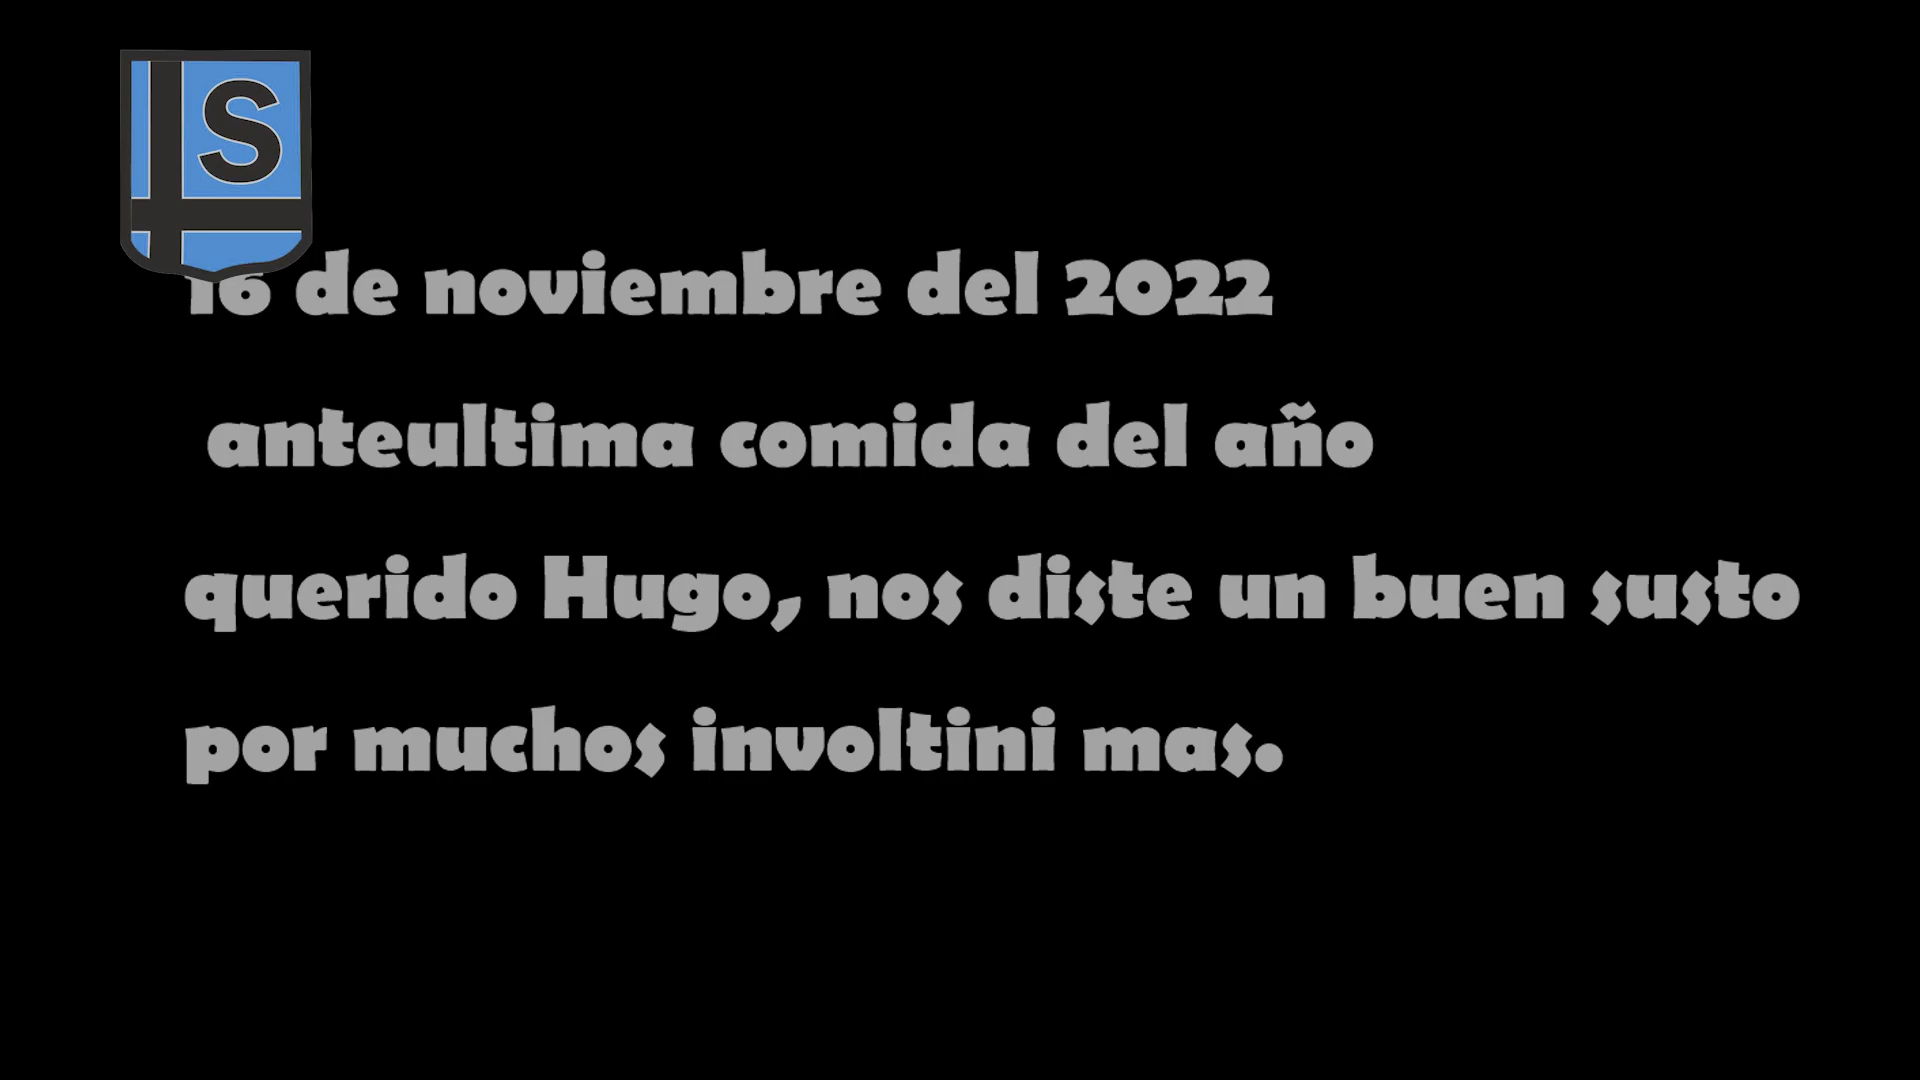 S
16 de noviembre del 2022
anteultima comida del año
querido Hugo, nos diste un buen susto
por muchos involtini mas.